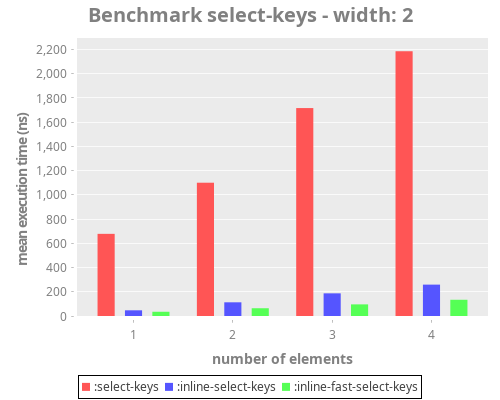 Benchmark select-keys - width: 2
mean execution time (ns)
2,200
2,000
1,800
1,600
1,400
1,200
1,000
800
600
400
200
0
1 2 3 4
number of elements
:select-keys :inline-select-keys :inline-fast-select-keys